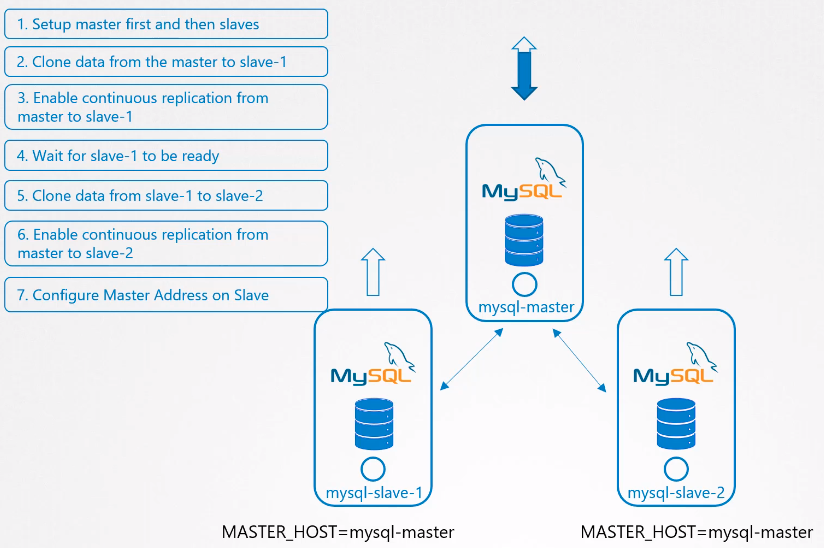 1. Setup master first and then slaves
2. Clone data from the master to slave-1
3. Enable continuous replication from
master to slave-1
4. Wait for slave-1 to be ready
5. Clone data from slave-1 to slave-2
6. Enable continuous replication from
master to slave-2
7. Configure Master Address on Slave
MySQL
mysql-master
MySQL
mysql-slave-1
MASTER_HOST=mysql-master
MySQL
mysql-slave-2
MASTER_HOST=mysql-master